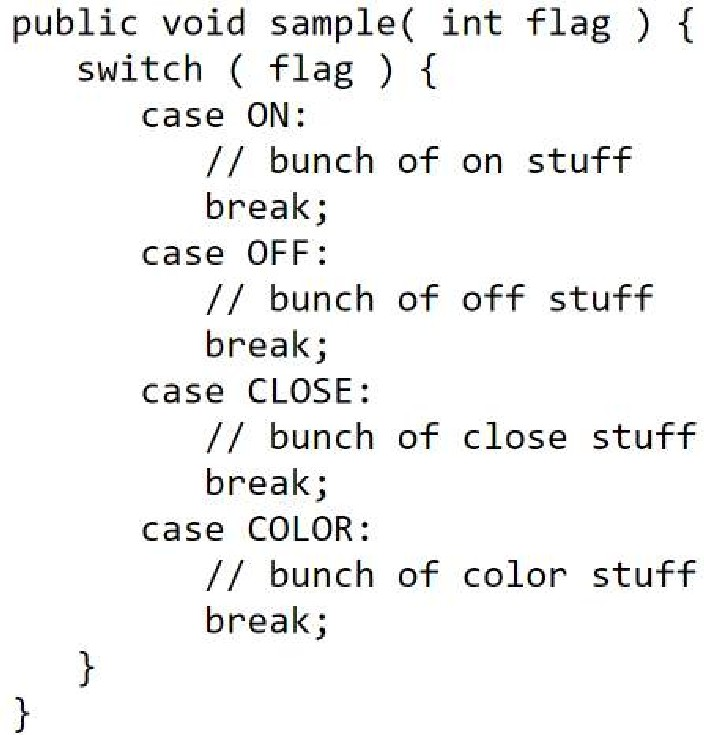 public void sample( int flag ) {
   switch ( flag ) {
      case ON:
         // bunch of on stuff
         break;
      case OFF:
         // bunch of off stuff
         break;
      case CLOSE:
         // bunch of close stuff
         break;
      case COLOR:
         // bunch of color stuff
         break;
   }
}